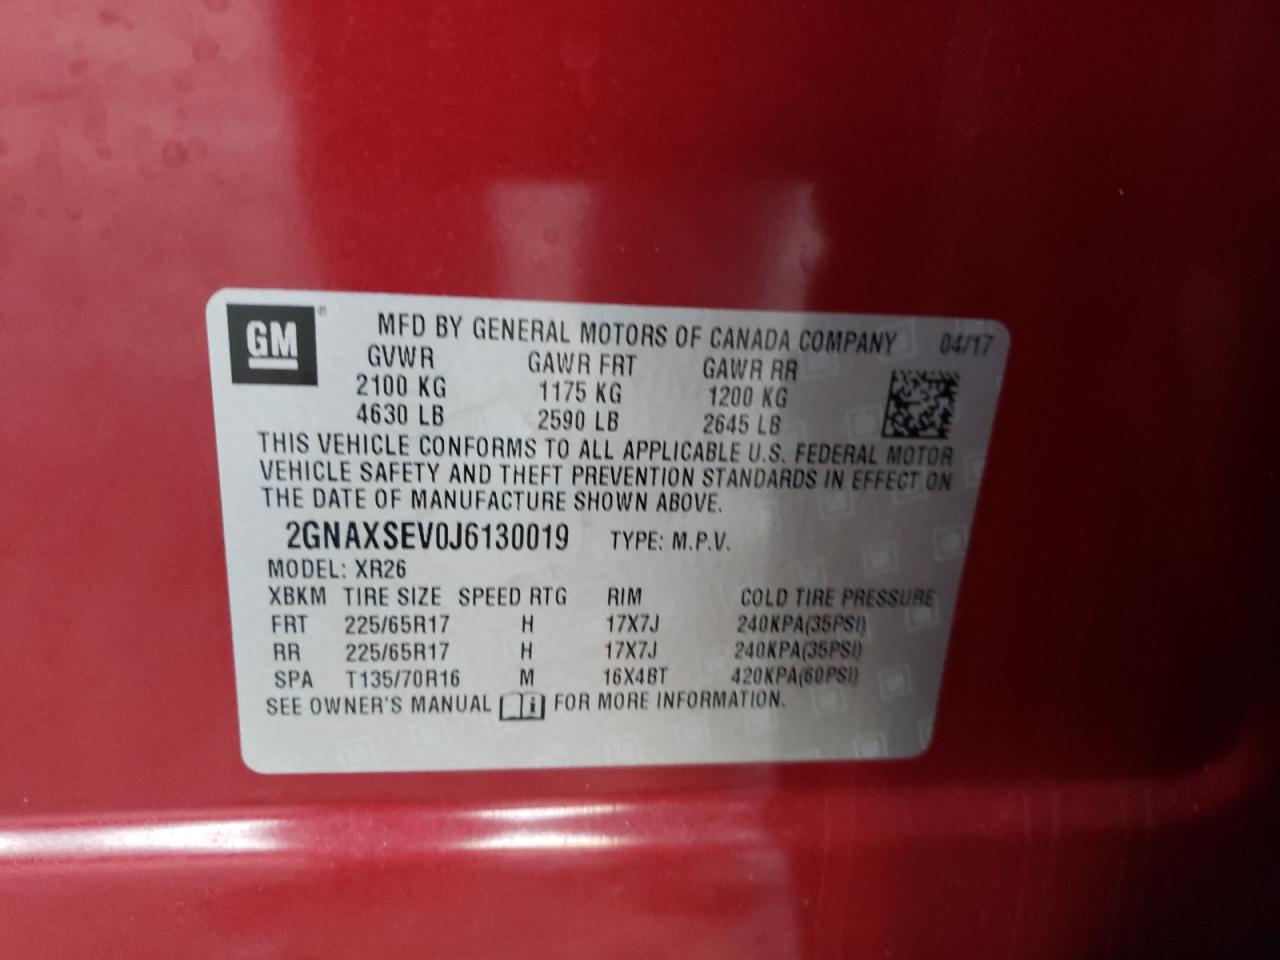 GM®
MFD BY GENERAL MOTORS OF CANADA COMPANY 04/17
GVWR GAWR FRT GAWR RR
2100 KG 1175 KG 1200 KG
4630 LB 2590 LB 2645 LB
THIS VEHICLE CONFORMS TO ALL APPLICABLE U.S. FEDERAL MOTOR
VEHICLE SAFETY AND THEFT PREVENTION STANDARDS IN EFFECT ON
THE DATE OF MANUFACTURE SHOWN ABOVE.
2GNAXSEV0J6130019 TYPE: M.P.V.
MODEL: XR26
XBKM TIRE SIZE SPEED RTG RIM COLD TIRE PRESSURE
FRT 225/65R17 H 17X7J 240KPA(35PSI)
RR 225/65R17 H 17X7J 240KPA(35PSI)
SPA T135/70R16 M 16X4BT 420KPA(60PSI)
SEE OWNER'S MANUAL i FOR MORE INFORMATION.